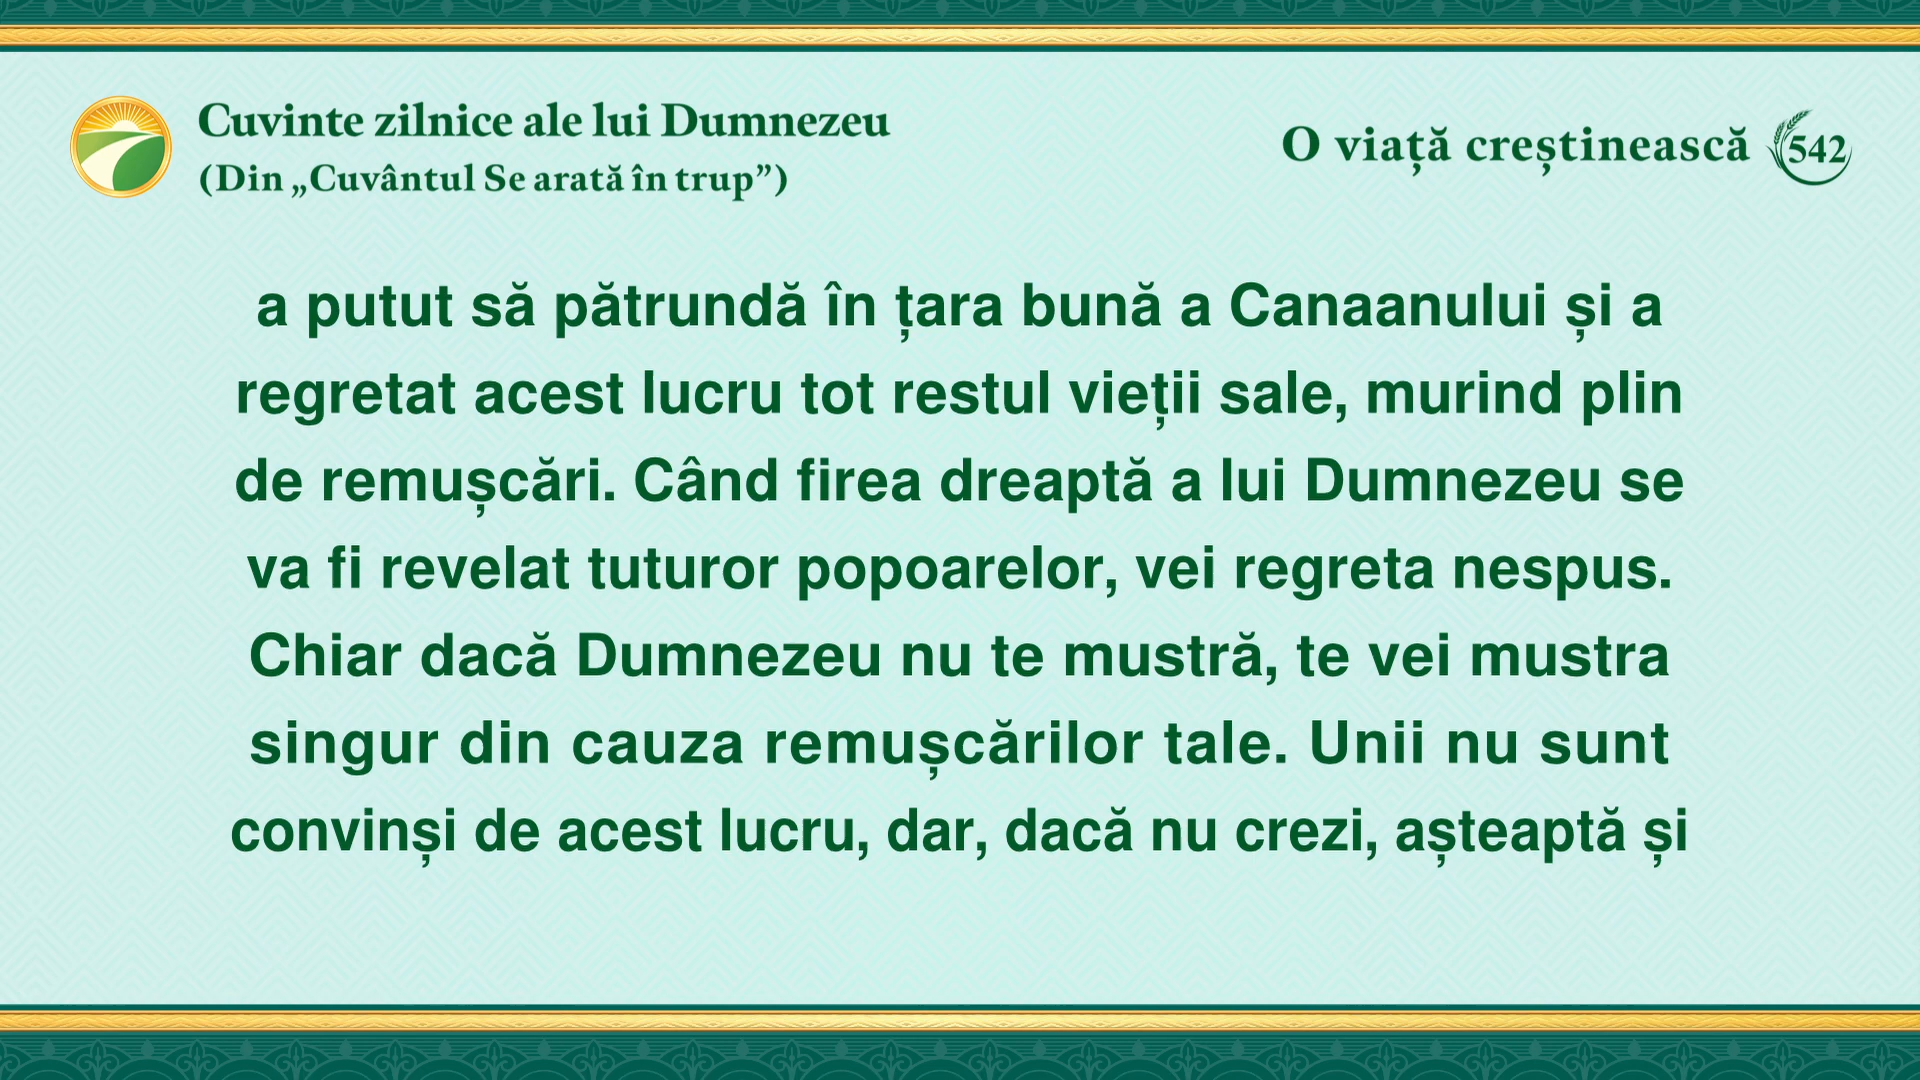 Cuvinte zilnice ale lui Dumnezeu
(Din „Cuvântul Se arată în trup”)
O viață creștinească 542
a putut să pătrundă în țara bună a Canaanului și a
regretat acest lucru tot restul vieții sale, murind plin
de remușcări. Când firea dreaptă a lui Dumnezeu se
va fi revelat tuturor popoarelor, vei regreta nespus.
Chiar dacă Dumnezeu nu te mustră, te vei mustra
singur din cauza remușcărilor tale. Unii nu sunt
convinși de acest lucru, dar, dacă nu crezi, așteaptă și